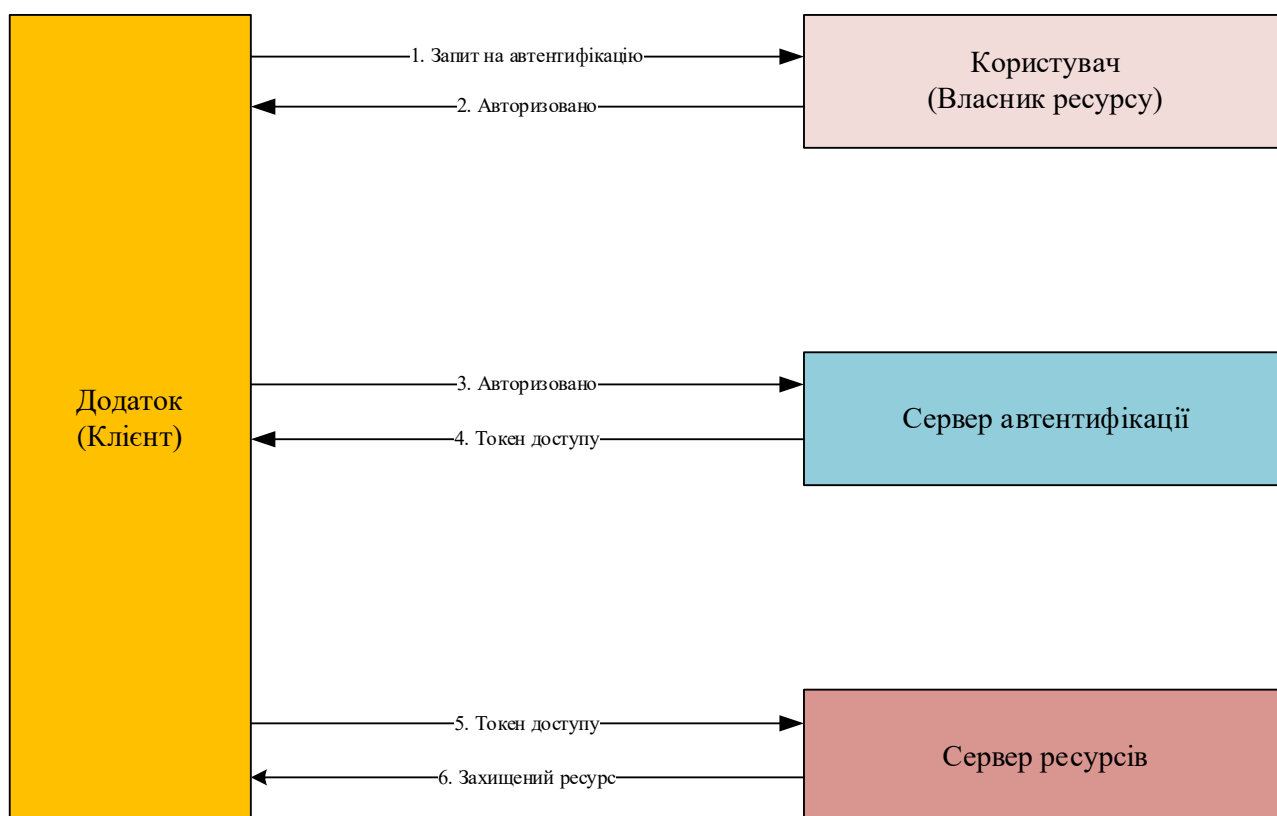 1. Запит на автентифікацію
Користувач
(Власник ресурсу)
2. Авторизовано
Додаток
(Клієнт)
3. Авторизовано
Сервер автентифікації
4. Токен доступу
5. Токен доступу
Сервер ресурсів
6. Захищений ресурс